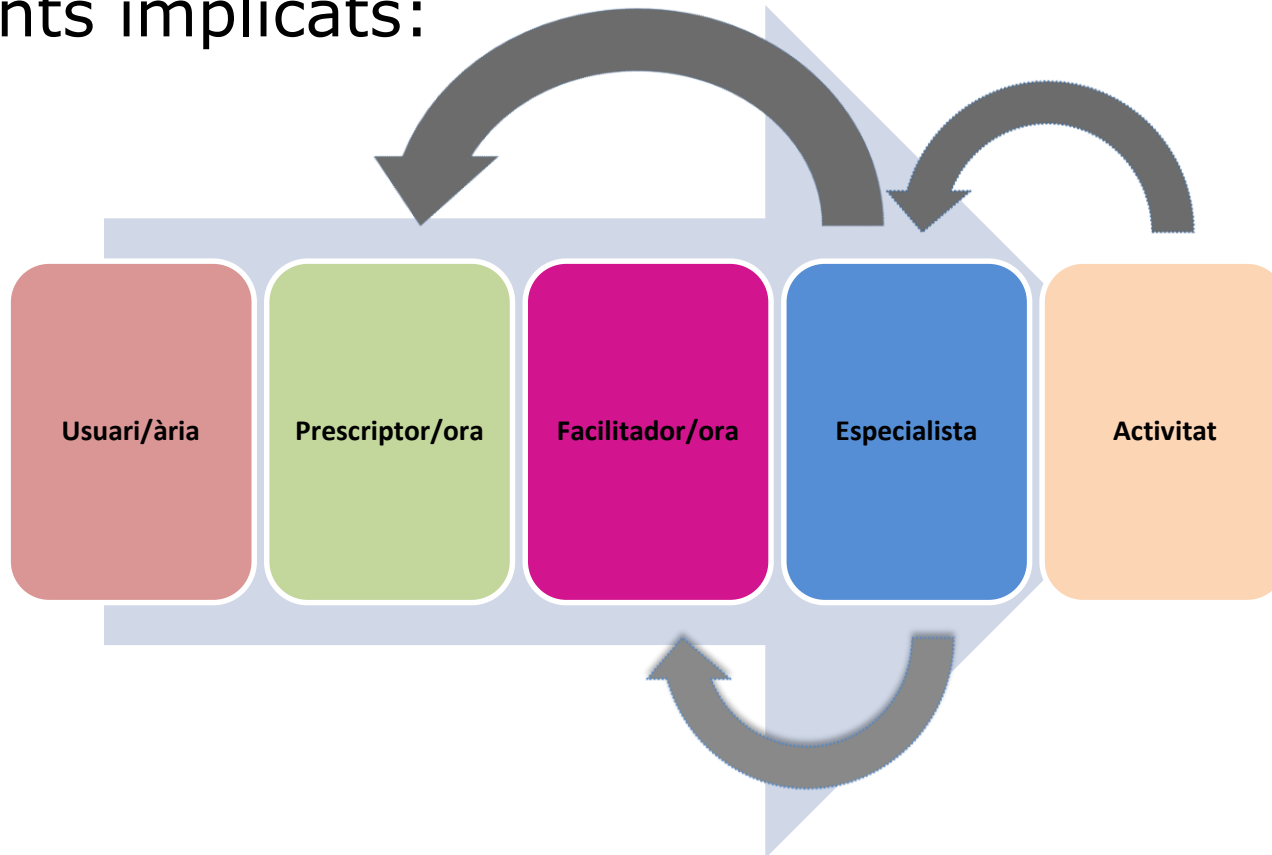 nts implicats:
Usuari/ària
Prescriptor/ora
Facilitador/ora
Especialista
Activitat